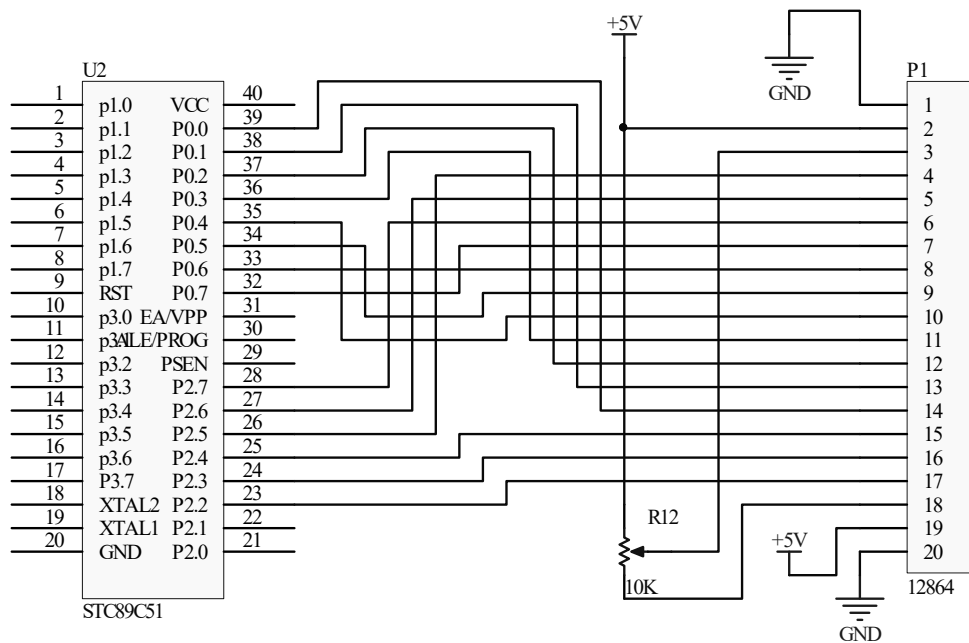 +5V
GND
U2
P1
1 p1.0 VCC 40
2 p1.1 P0.0 39
3 p1.2 P0.1 38
4 p1.3 P0.2 37
5 p1.4 P0.3 36
6 p1.5 P0.4 35
7 p1.6 P0.5 34
8 p1.7 P0.6 33
9 RST P0.7 32
10 p3.0 EA/VPP 31
11 p3.1 ALE/PROG 30
12 p3.2 PSEN 29
13 p3.3 P2.7 28
14 p3.4 P2.6 27
15 p3.5 P2.5 26
16 p3.6 P2.4 25
17 P3.7 P2.3 24
18 XTAL2 P2.2 23
19 XTAL1 P2.1 22
20 GND P2.0 21
STC89C51
1
2
3
4
5
6
7
8
9
10
11
12
13
14
15
16
17
18
19
20
12864
R12
10K
+5V
GND